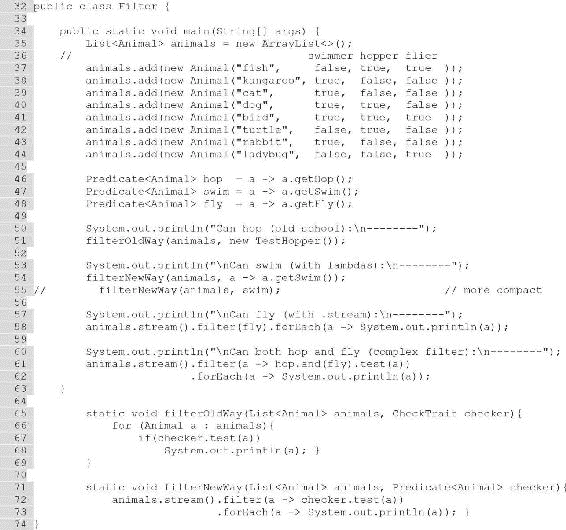 32 public class Filter {
33
34     public static void main(String[] args) {
35         List<Animal> animals = new ArrayList<>();
36     //                                      swimmer hopper flier
37         animals.add(new Animal("fish",     false, true,  true  ));
38         animals.add(new Animal("kangaroo", true,  false, false ));
39         animals.add(new Animal("cat",      true,  false, false ));
40         animals.add(new Animal("dog",      true,  true,  false ));
41         animals.add(new Animal("bird",     true,  true,  true  ));
42         animals.add(new Animal("turtle",   false, true,  false ));
43         animals.add(new Animal("rabbit",   true,  false, false ));
44         animals.add(new Animal("ladybug",  false, false, true  ));
45
46         Predicate<Animal> hop  = a -> a.getHop();
47         Predicate<Animal> swim = a -> a.getSwim();
48         Predicate<Animal> fly  = a -> a.getFly();
49
50         System.out.println("Can hop (old school):\n--------");
51         filterOldWay(animals, new TestHopper());
52
53         System.out.println("\nCan swim (with lambdas):\n--------");
54         filterNewWay(animals, a -> a.getSwim());
55 //        filterNewWay(animals, swim);                    // more compact
56
57         System.out.println("\nCan fly (with .stream):\n--------");
58         animals.stream().filter(fly).forEach(a -> System.out.println(a));
59
60         System.out.println("\nCan both hop and fly (complex filter):\n--------");
61         animals.stream().filter(a -> hop.and(fly).test(a))
62                         .forEach(a -> System.out.println(a));
63     }
64
65         static void filterOldWay(List<Animal> animals, CheckTrait checker){
66             for (Animal a : animals){
67                 if(checker.test(a))
68                     System.out.println(a); }
69         }
70
71         static void filterNewWay(List<Animal> animals, Predicate<Animal> checker){
72             animals.stream().filter(a -> checker.test(a))
73                             .forEach(a -> System.out.println(a)); }
74 }